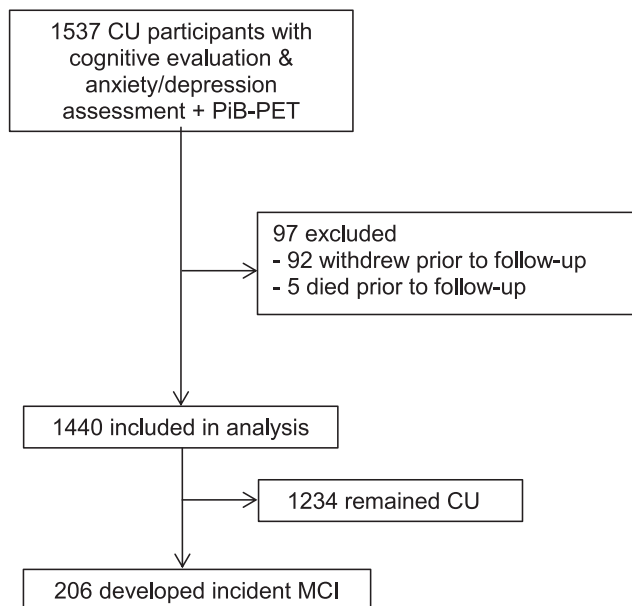 1537 CU participants with
cognitive evaluation &
anxiety/depression
assessment + PiB-PET
97 excluded
- 92 withdrew prior to follow-up
- 5 died prior to follow-up
1440 included in analysis
1234 remained CU
206 developed incident MCI